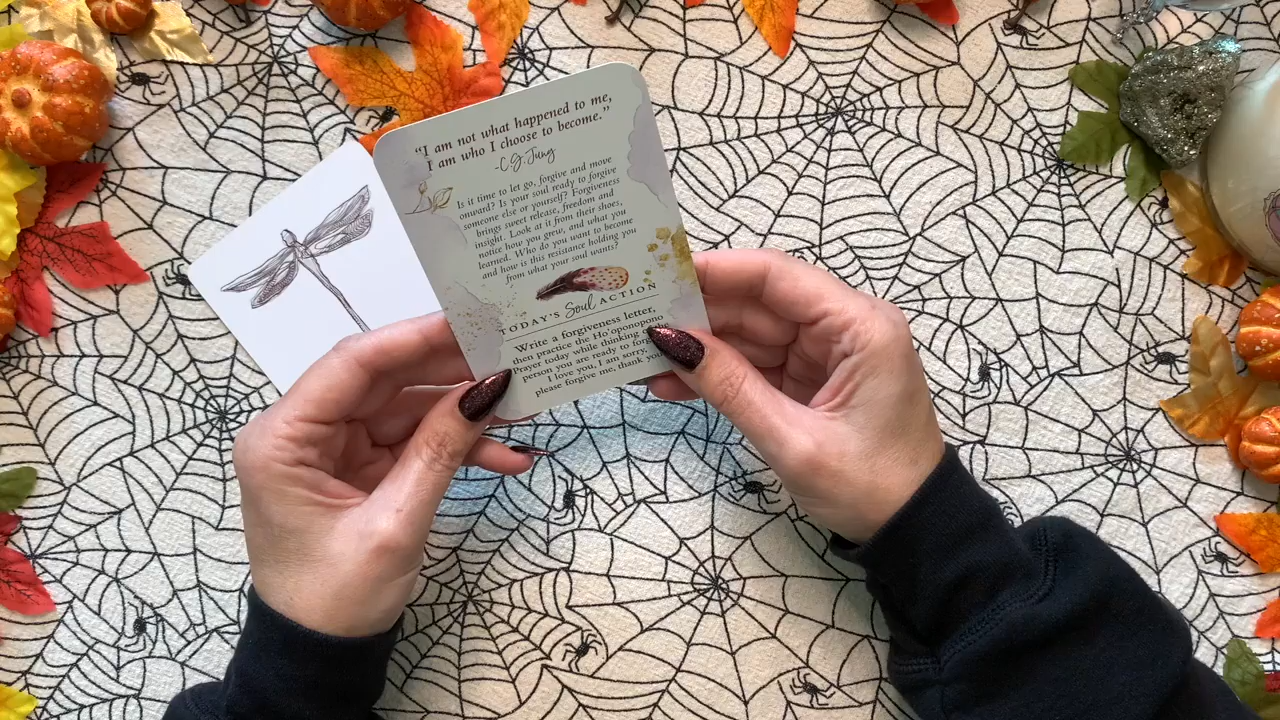 “I am not what happened to me,
I am who I choose to become.”
-C.G. Jung
Is it time to let go, forgive and move
onward? Is your soul ready to forgive
someone else or yourself? Forgiveness
brings sweet release, freedom and
insight. Look at it from their shoes,
notice how you grew, and what you
learned. Who do you want to become
and how is this resistance holding you
from what your soul wants?
TODAY'S Soul ACTION
Write a forgiveness letter,
then practice the Ho'oponopono
Prayer today while thinking
person you are ready to
I love you, I am sorry,
please forgive me, thank